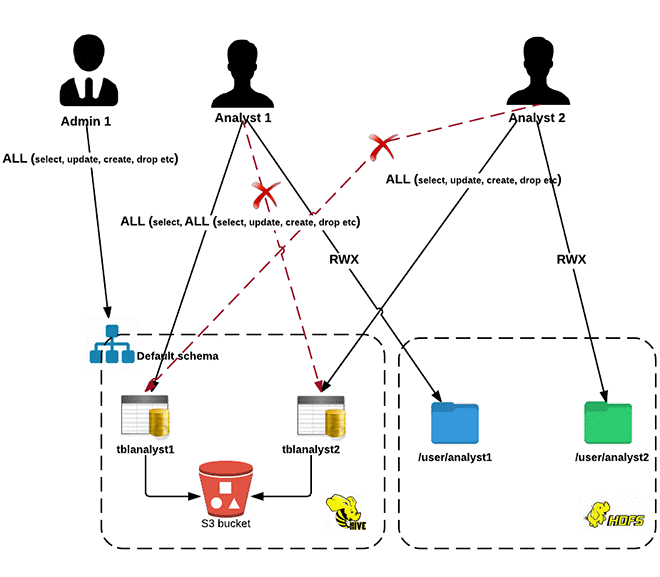 Admin 1
Analyst 1
Analyst 2
ALL (select, update, create, drop etc)
ALL (select, update, create, drop etc)
ALL (select, ALL (select, update, create, drop etc)
RWX
RWX
Default schema
tblanalyst1
tblanalyst2
/user/analyst1
/user/analyst2
S3 bucket
HIVE
HDFS